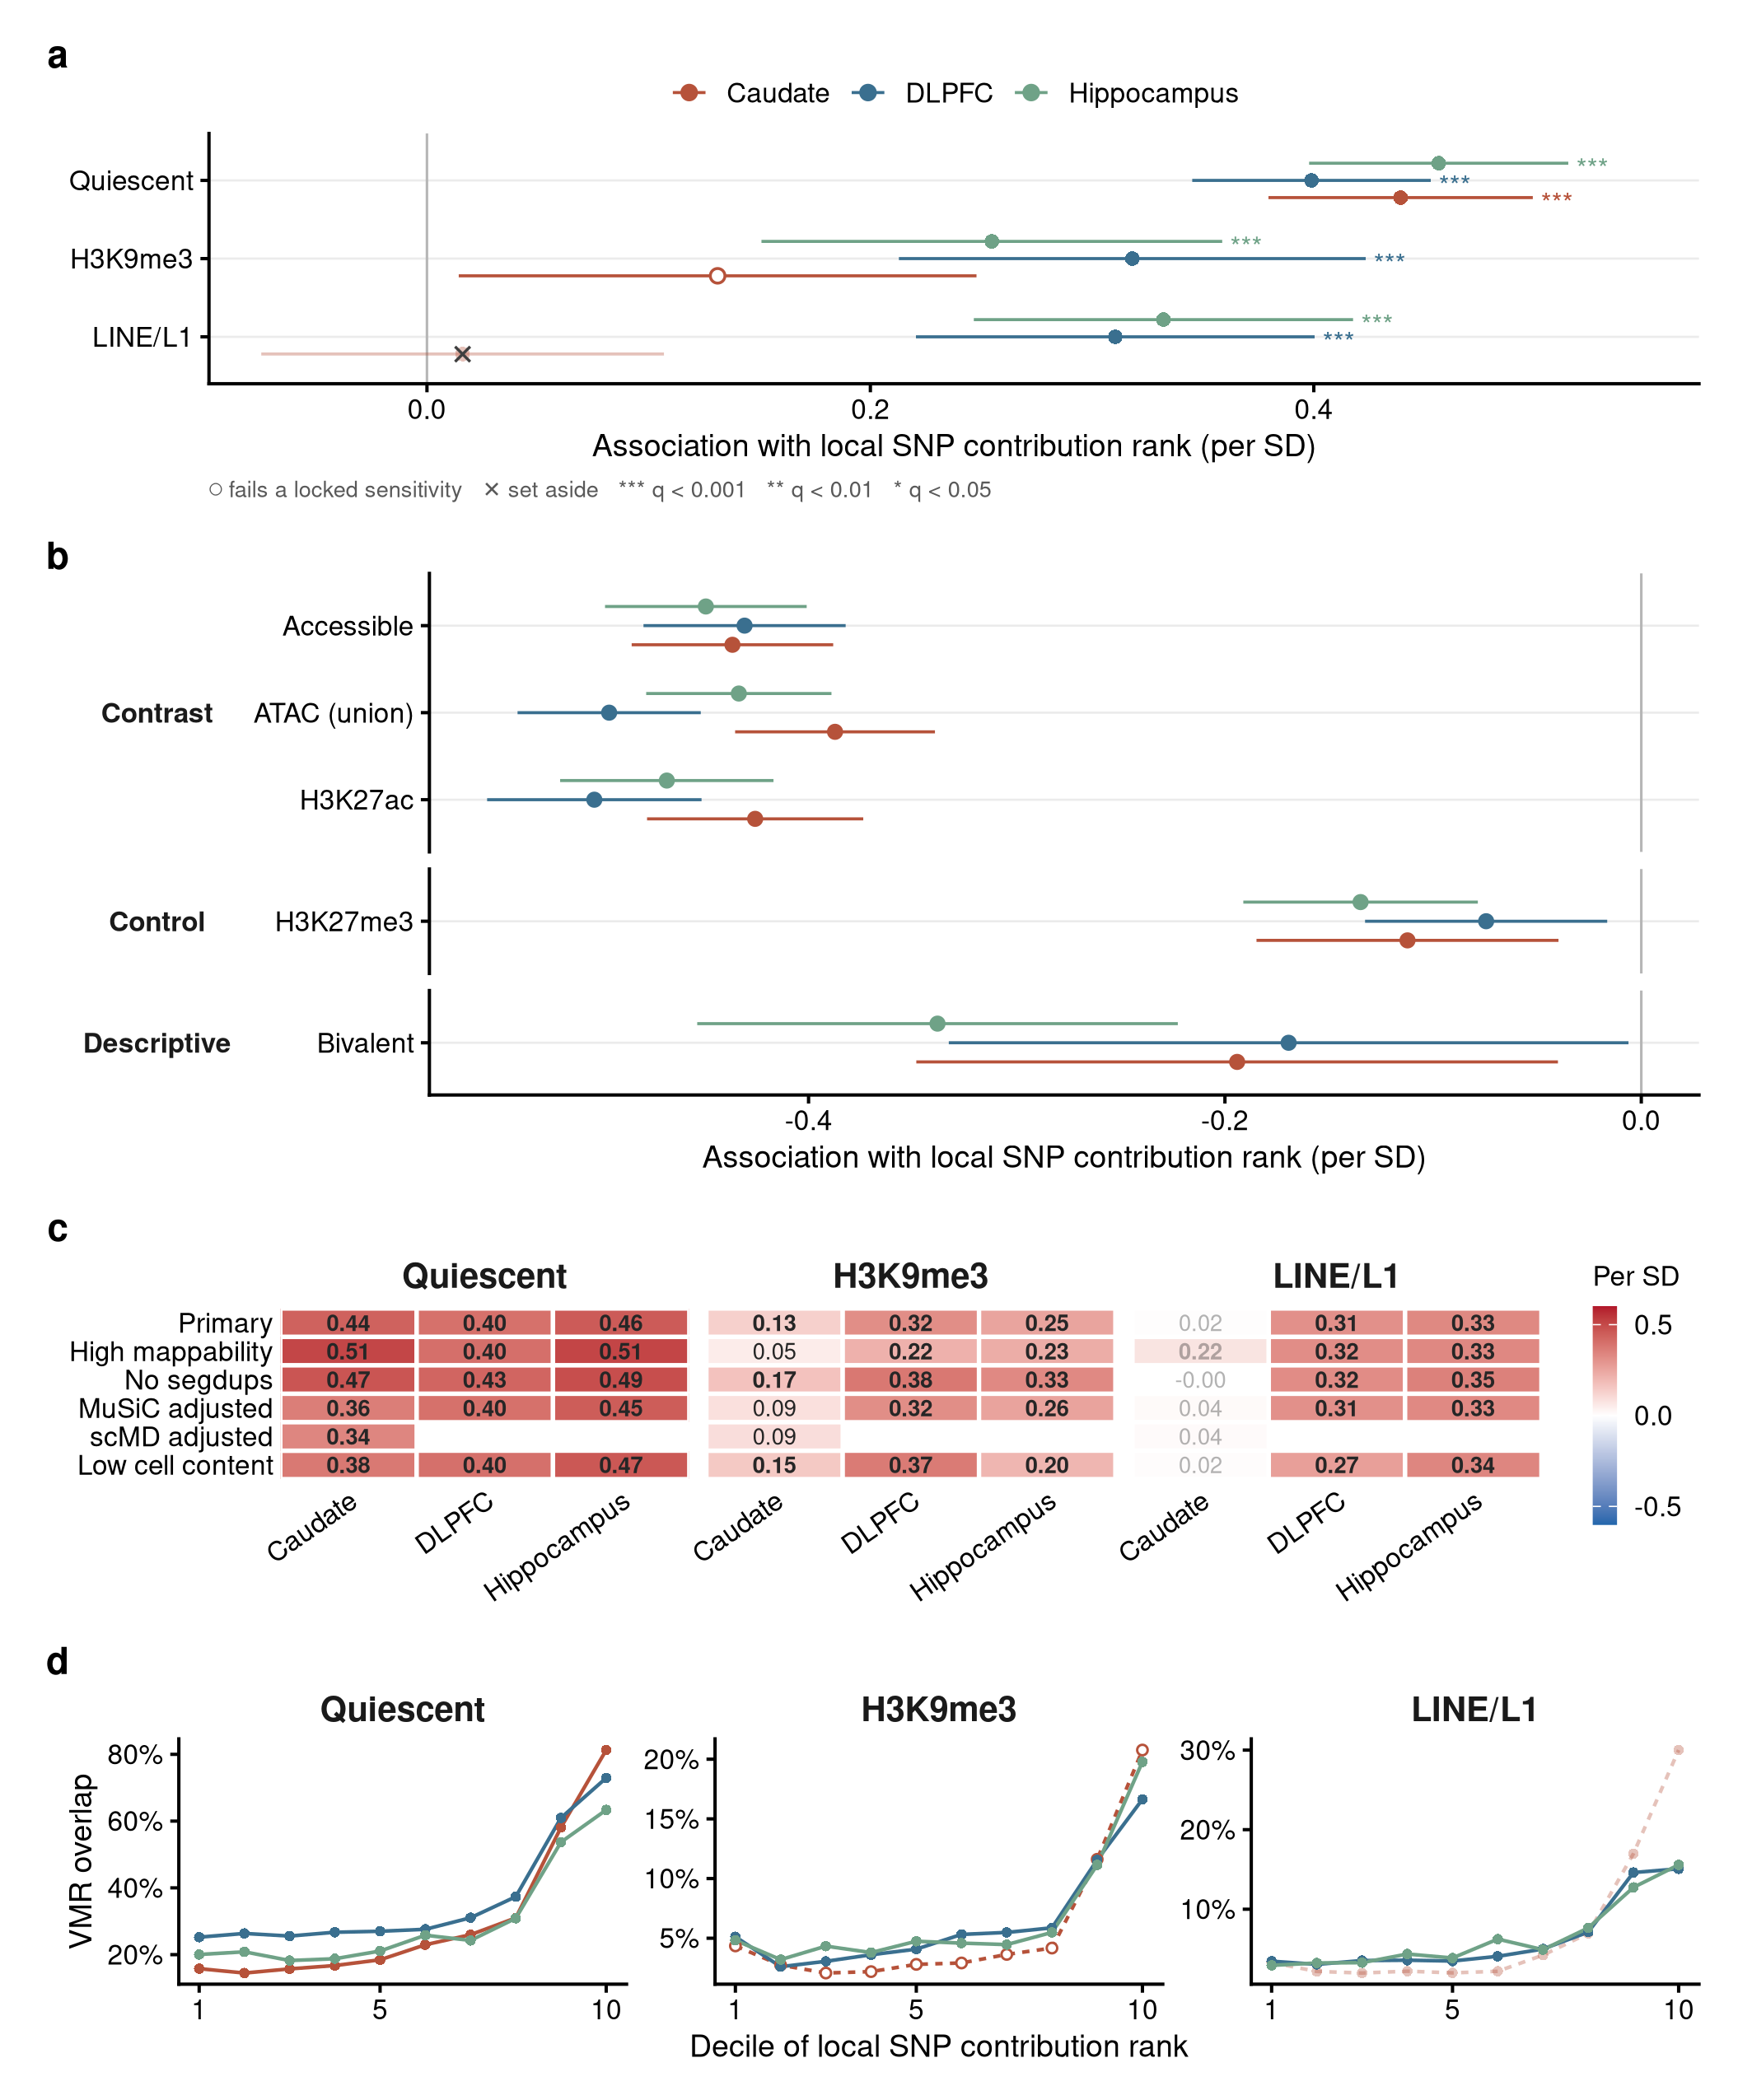 a
Caudate DLPFC Hippocampus
Quiescent *** *** ***
H3K9me3 *** ***
LINE/L1 *** ***
0.0 0.2 0.4
Association with local SNP contribution rank (per SD)
○ fails a locked sensitivity × set aside *** q < 0.001 ** q < 0.01 * q < 0.05
b
Accessible
Contrast ATAC (union)
H3K27ac
Control H3K27me3
Descriptive Bivalent
-0.4 -0.2 0.0
Association with local SNP contribution rank (per SD)
c
Quiescent H3K9me3 LINE/L1 Per SD
Primary 0.44 0.40 0.46 0.13 0.32 0.25 0.02 0.31 0.33
High mappability 0.51 0.40 0.51 0.05 0.22 0.23 0.22 0.32 0.33
No segdups 0.47 0.43 0.49 0.17 0.38 0.33 -0.00 0.32 0.35
MuSiC adjusted 0.36 0.40 0.45 0.09 0.32 0.26 0.04 0.31 0.33
scMD adjusted 0.34 0.09 0.04
Low cell content 0.38 0.40 0.47 0.15 0.37 0.20 0.02 0.27 0.34
0.5
0.0
-0.5
Caudate DLPFC Hippocampus Caudate DLPFC Hippocampus Caudate DLPFC Hippocampus
d
Quiescent H3K9me3 LINE/L1
VMR overlap
80%
60%
40%
20%
20%
15%
10%
5%
30%
20%
10%
1 5 10 1 5 10 1 5 10
Decile of local SNP contribution rank